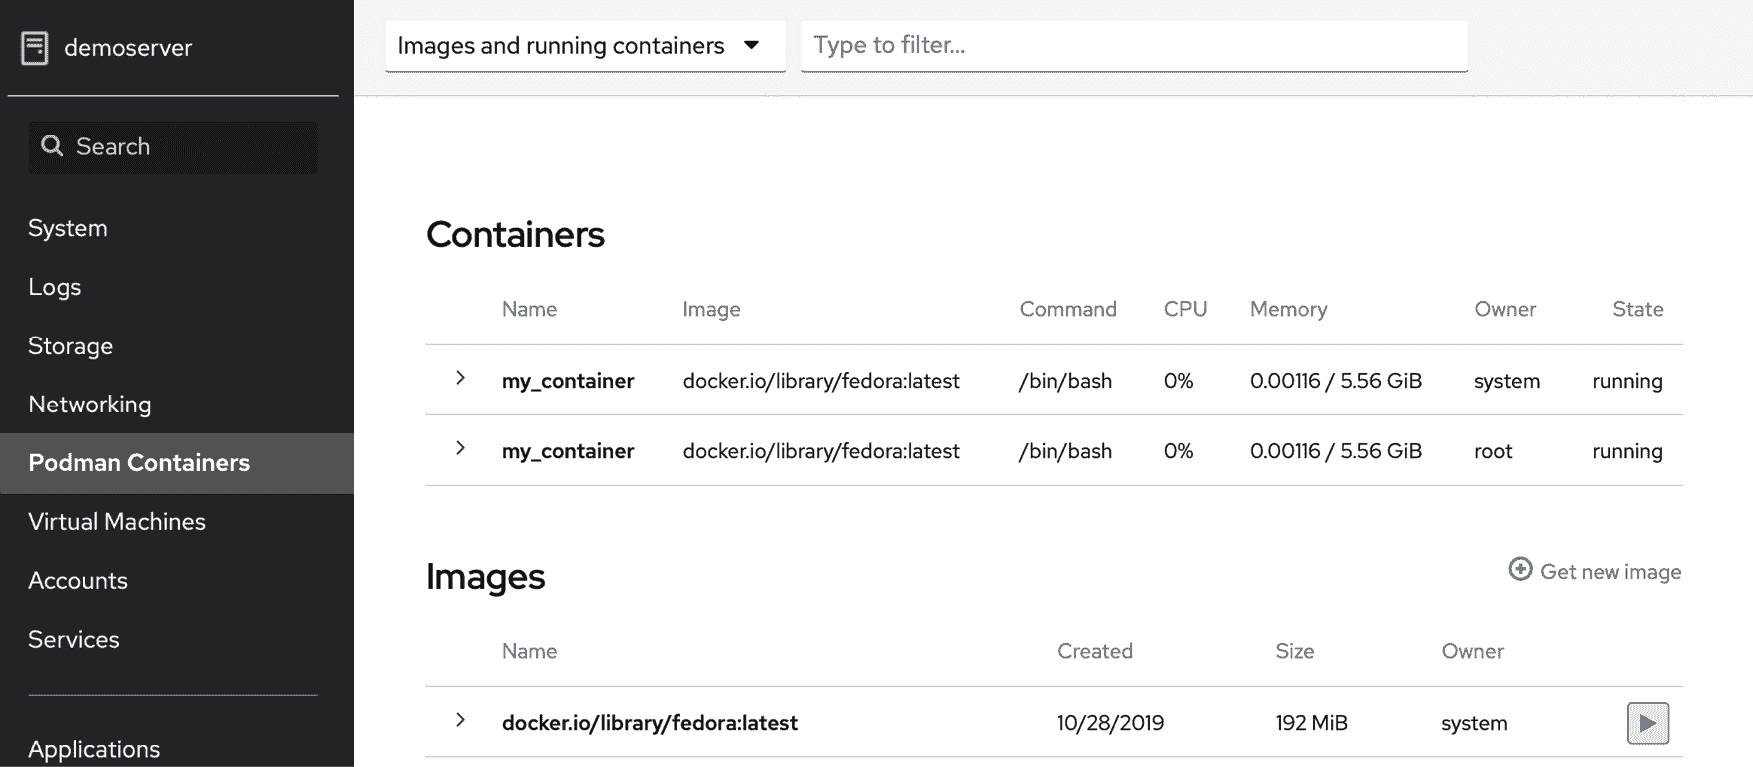 demoserver
Search
System
Logs
Storage
Networking
Podman Containers
Virtual Machines
Accounts
Services
Applications
Images and running containers Type to filter...
Containers
Name Image Command CPU Memory Owner State
my_container docker.io/library/fedora:latest /bin/bash 0% 0.00116 / 5.56 GiB system running
my_container docker.io/library/fedora:latest /bin/bash 0% 0.00116 / 5.56 GiB root running
Images Get new image
Name Created Size Owner
docker.io/library/fedora:latest 10/28/2019 192 MiB system